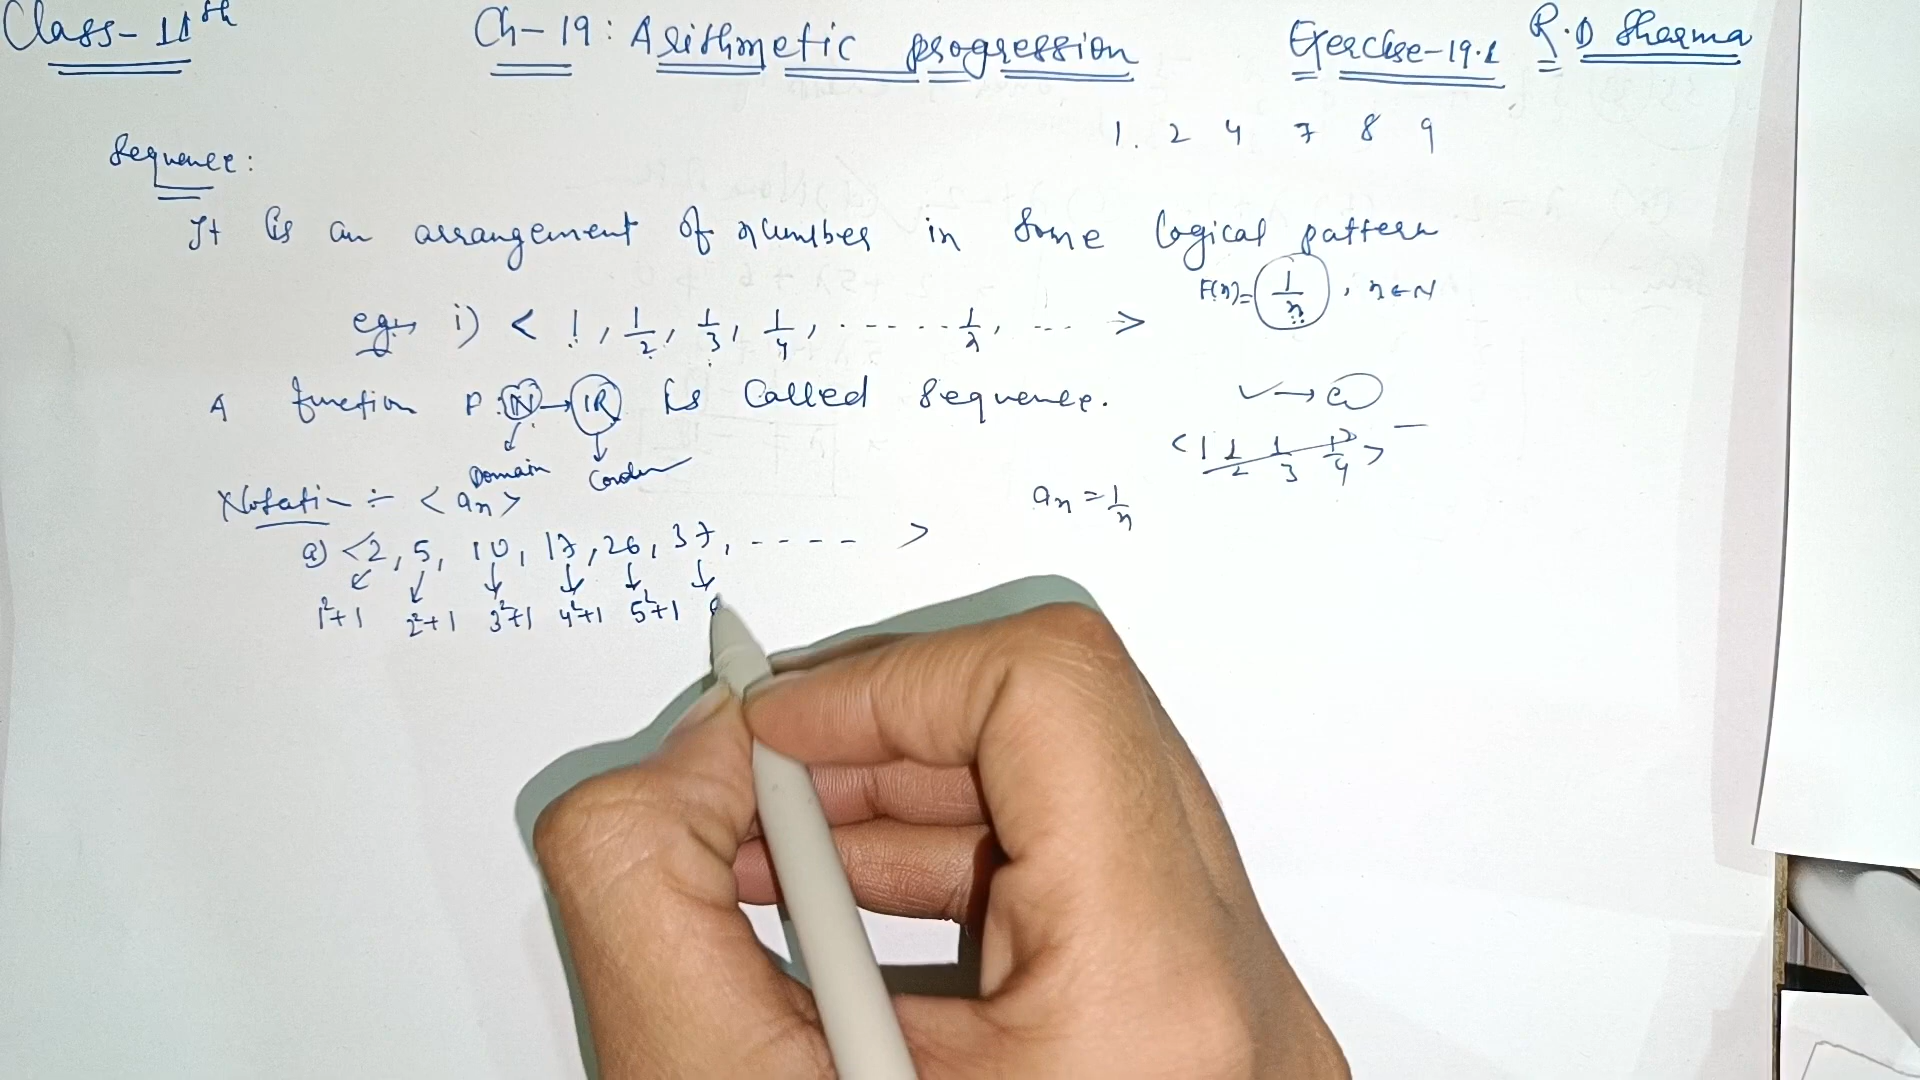 Class-11th Ch-19: Arithmetic progression Exercise-19.1 R.D Sharma
1. 2 4 7 8 9
Sequence:
It is an arrangement of number in some logical pattern
F(n)= 1/n, n∈N
eg, i) < 1, 1/2, 1/3, 1/4, ....... 1/n, ... >
A function F: N→IR is Called Sequence.
Domain
<1 1/2 1/3 1/4>
Notation ÷ <an>
an = 1/n
a) <2, 5, 10, 17, 26, 37, ---- >
1²+1 2²+1 3²+1 4²+1 5²+1